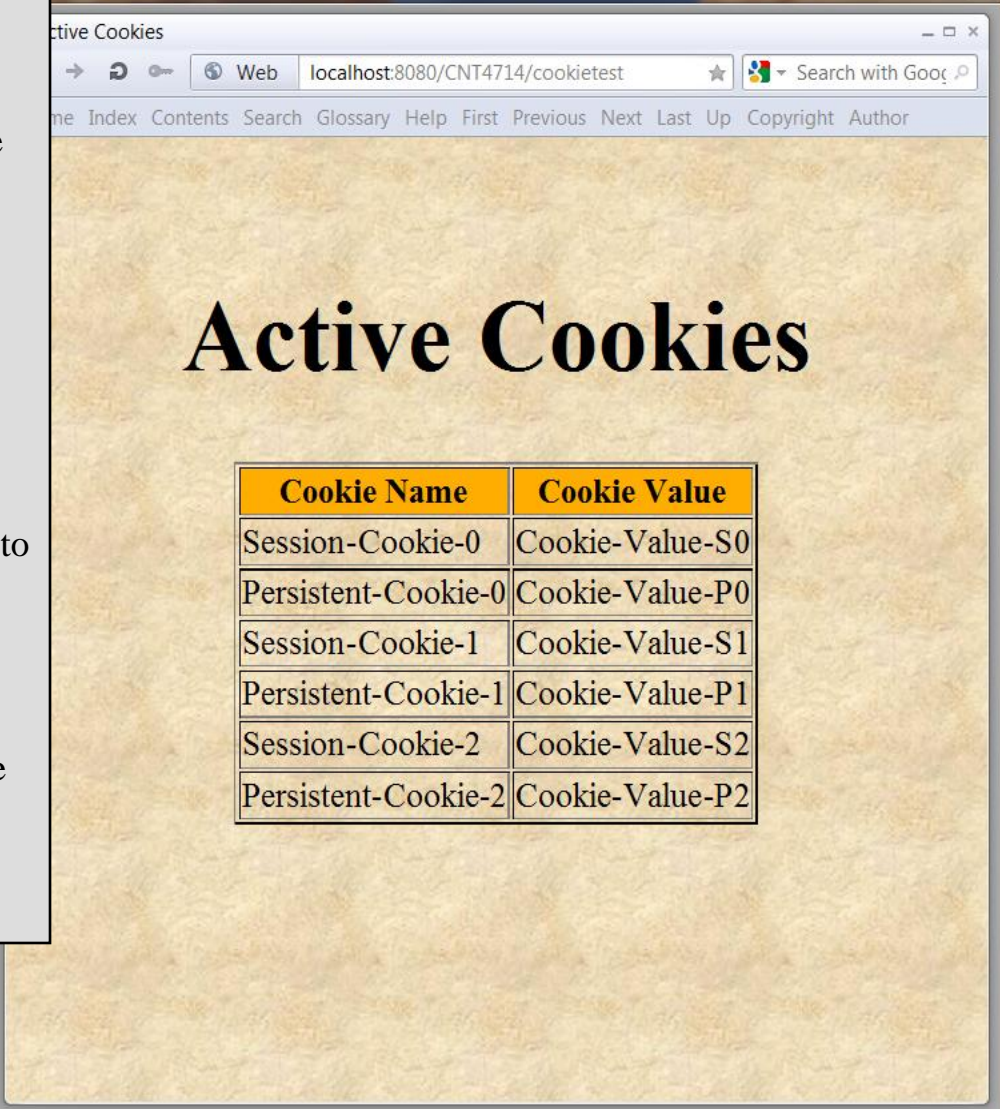 Active Cookies
Web localhost:8080/CNT4714/cookietest Search with Goog
Index Contents Search Glossary Help First Previous Next Last Up Copyright Author
to
Active Cookies
Cookie Name Cookie Value
Session-Cookie-0 Cookie-Value-S0
Persistent-Cookie-0 Cookie-Value-P0
Session-Cookie-1 Cookie-Value-S1
Persistent-Cookie-1 Cookie-Value-P1
Session-Cookie-2 Cookie-Value-S2
Persistent-Cookie-2 Cookie-Value-P2